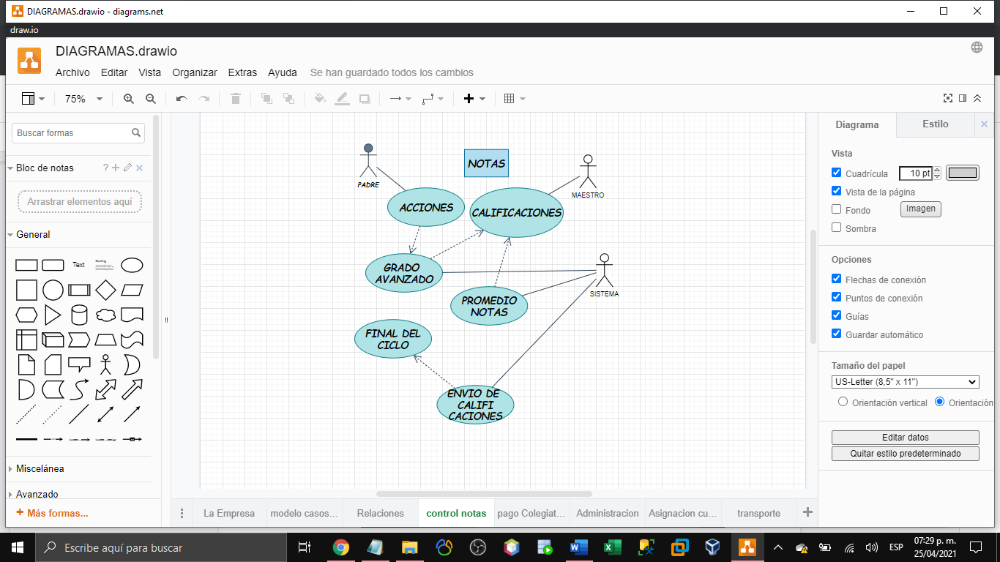 DIAGRAMAS.drawio - diagrams.net
draw.io
DIAGRAMAS.drawio
Archivo Editar Vista Organizar Extras Ayuda Se han guardado todos los cambios
75%
Buscar formas
Bloc de notas
Arrastrar elementos aquí
General
Text
Heading
Misceláneа
Avanzado
Más formas...
NOTAS
PADRE
MAESTRO
ACCIONES
CALIFICACIONES
GRADO
AVANZADO
SISTEMA
PROMEDIO
NOTAS
FINAL DEL
CICLO
ENVIO DE
CALIFI
CACIONES
Diagrama Estilo
Vista
Cuadrícula 10 pt
Vista de la página
Fondo Imagen
Sombra
Opciones
Flechas de conexión
Puntos de conexión
Guías
Guardar automático
Tamaño del papel
US-Letter (8,5" x 11")
Orientación vertical Orientación
Editar datos
Quitar estilo predeterminado
La Empresa modelo casos... Relaciones control notas pago Colegiat... Administracion Asignacion cu... transporte
Escribe aquí para buscar
ESP
07:29 p. m.
25/04/2021